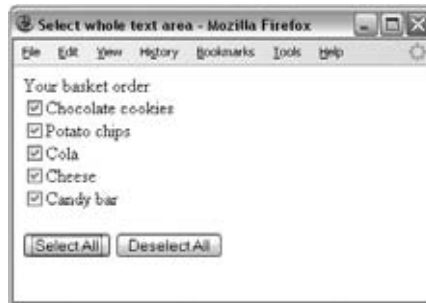 Select whole text area - Mozilla Firefox
File Edit View History Bookmarks Tools Help
Your basket order
Chocolate cookies
Potato chips
Cola
Cheese
Candy bar
Select All Deselect All